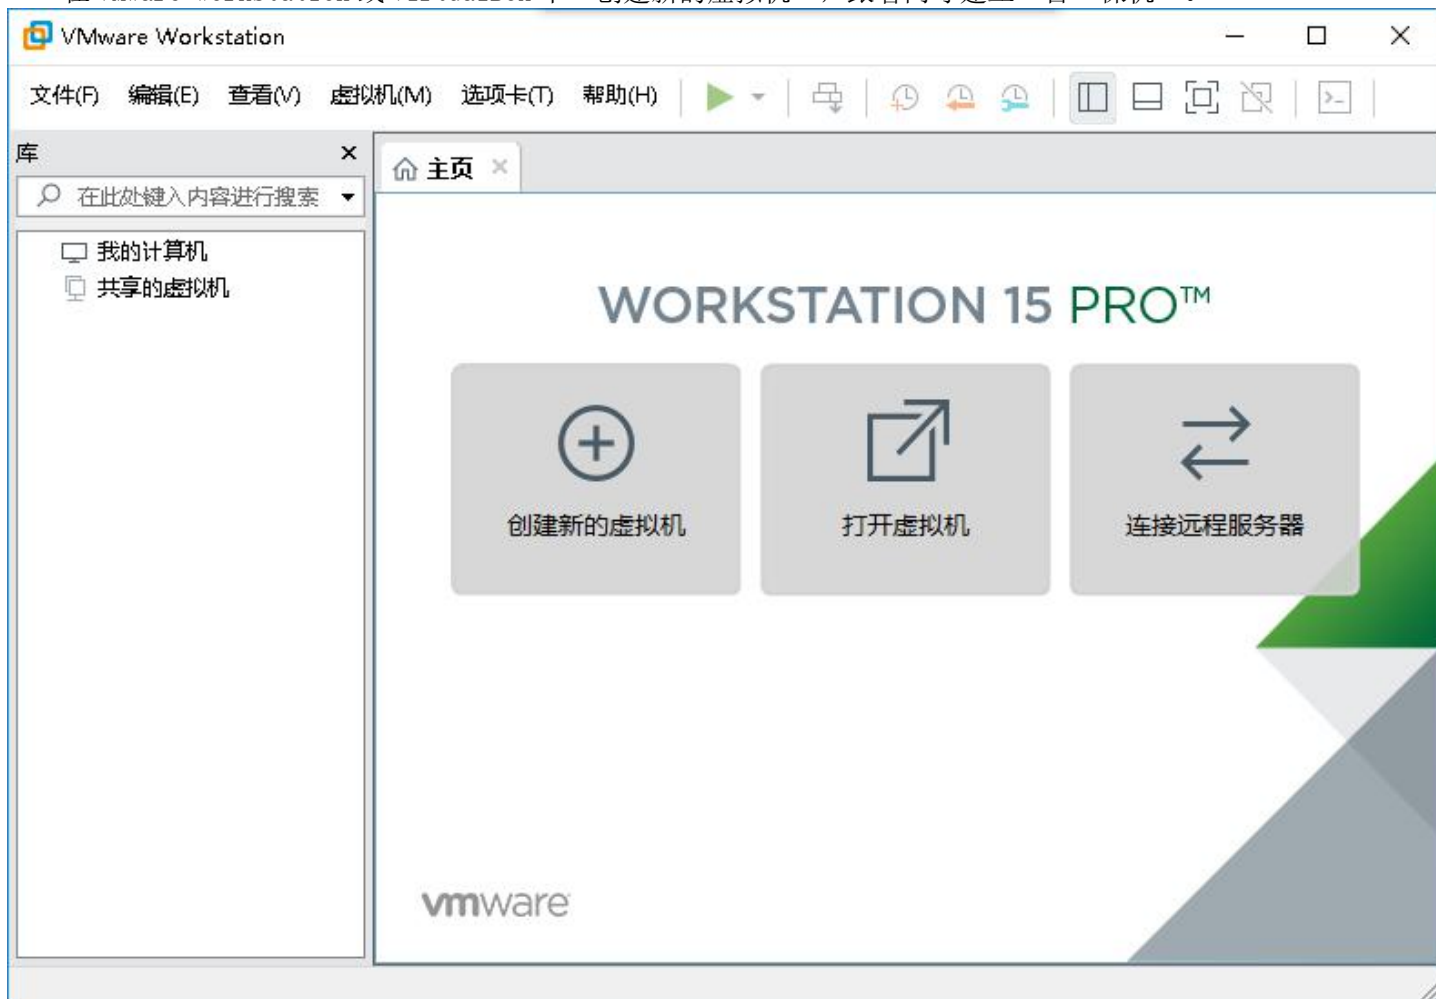 VMware Workstation
文件(F) 编辑(E) 查看(V) 虚拟机(M) 选项卡(T) 帮助(H)
库
主页
在此处键入内容进行搜索
我的计算机
共享的虚拟机
WORKSTATION 15 PRO™
创建新的虚拟机
打开虚拟机
连接远程服务器
vmware